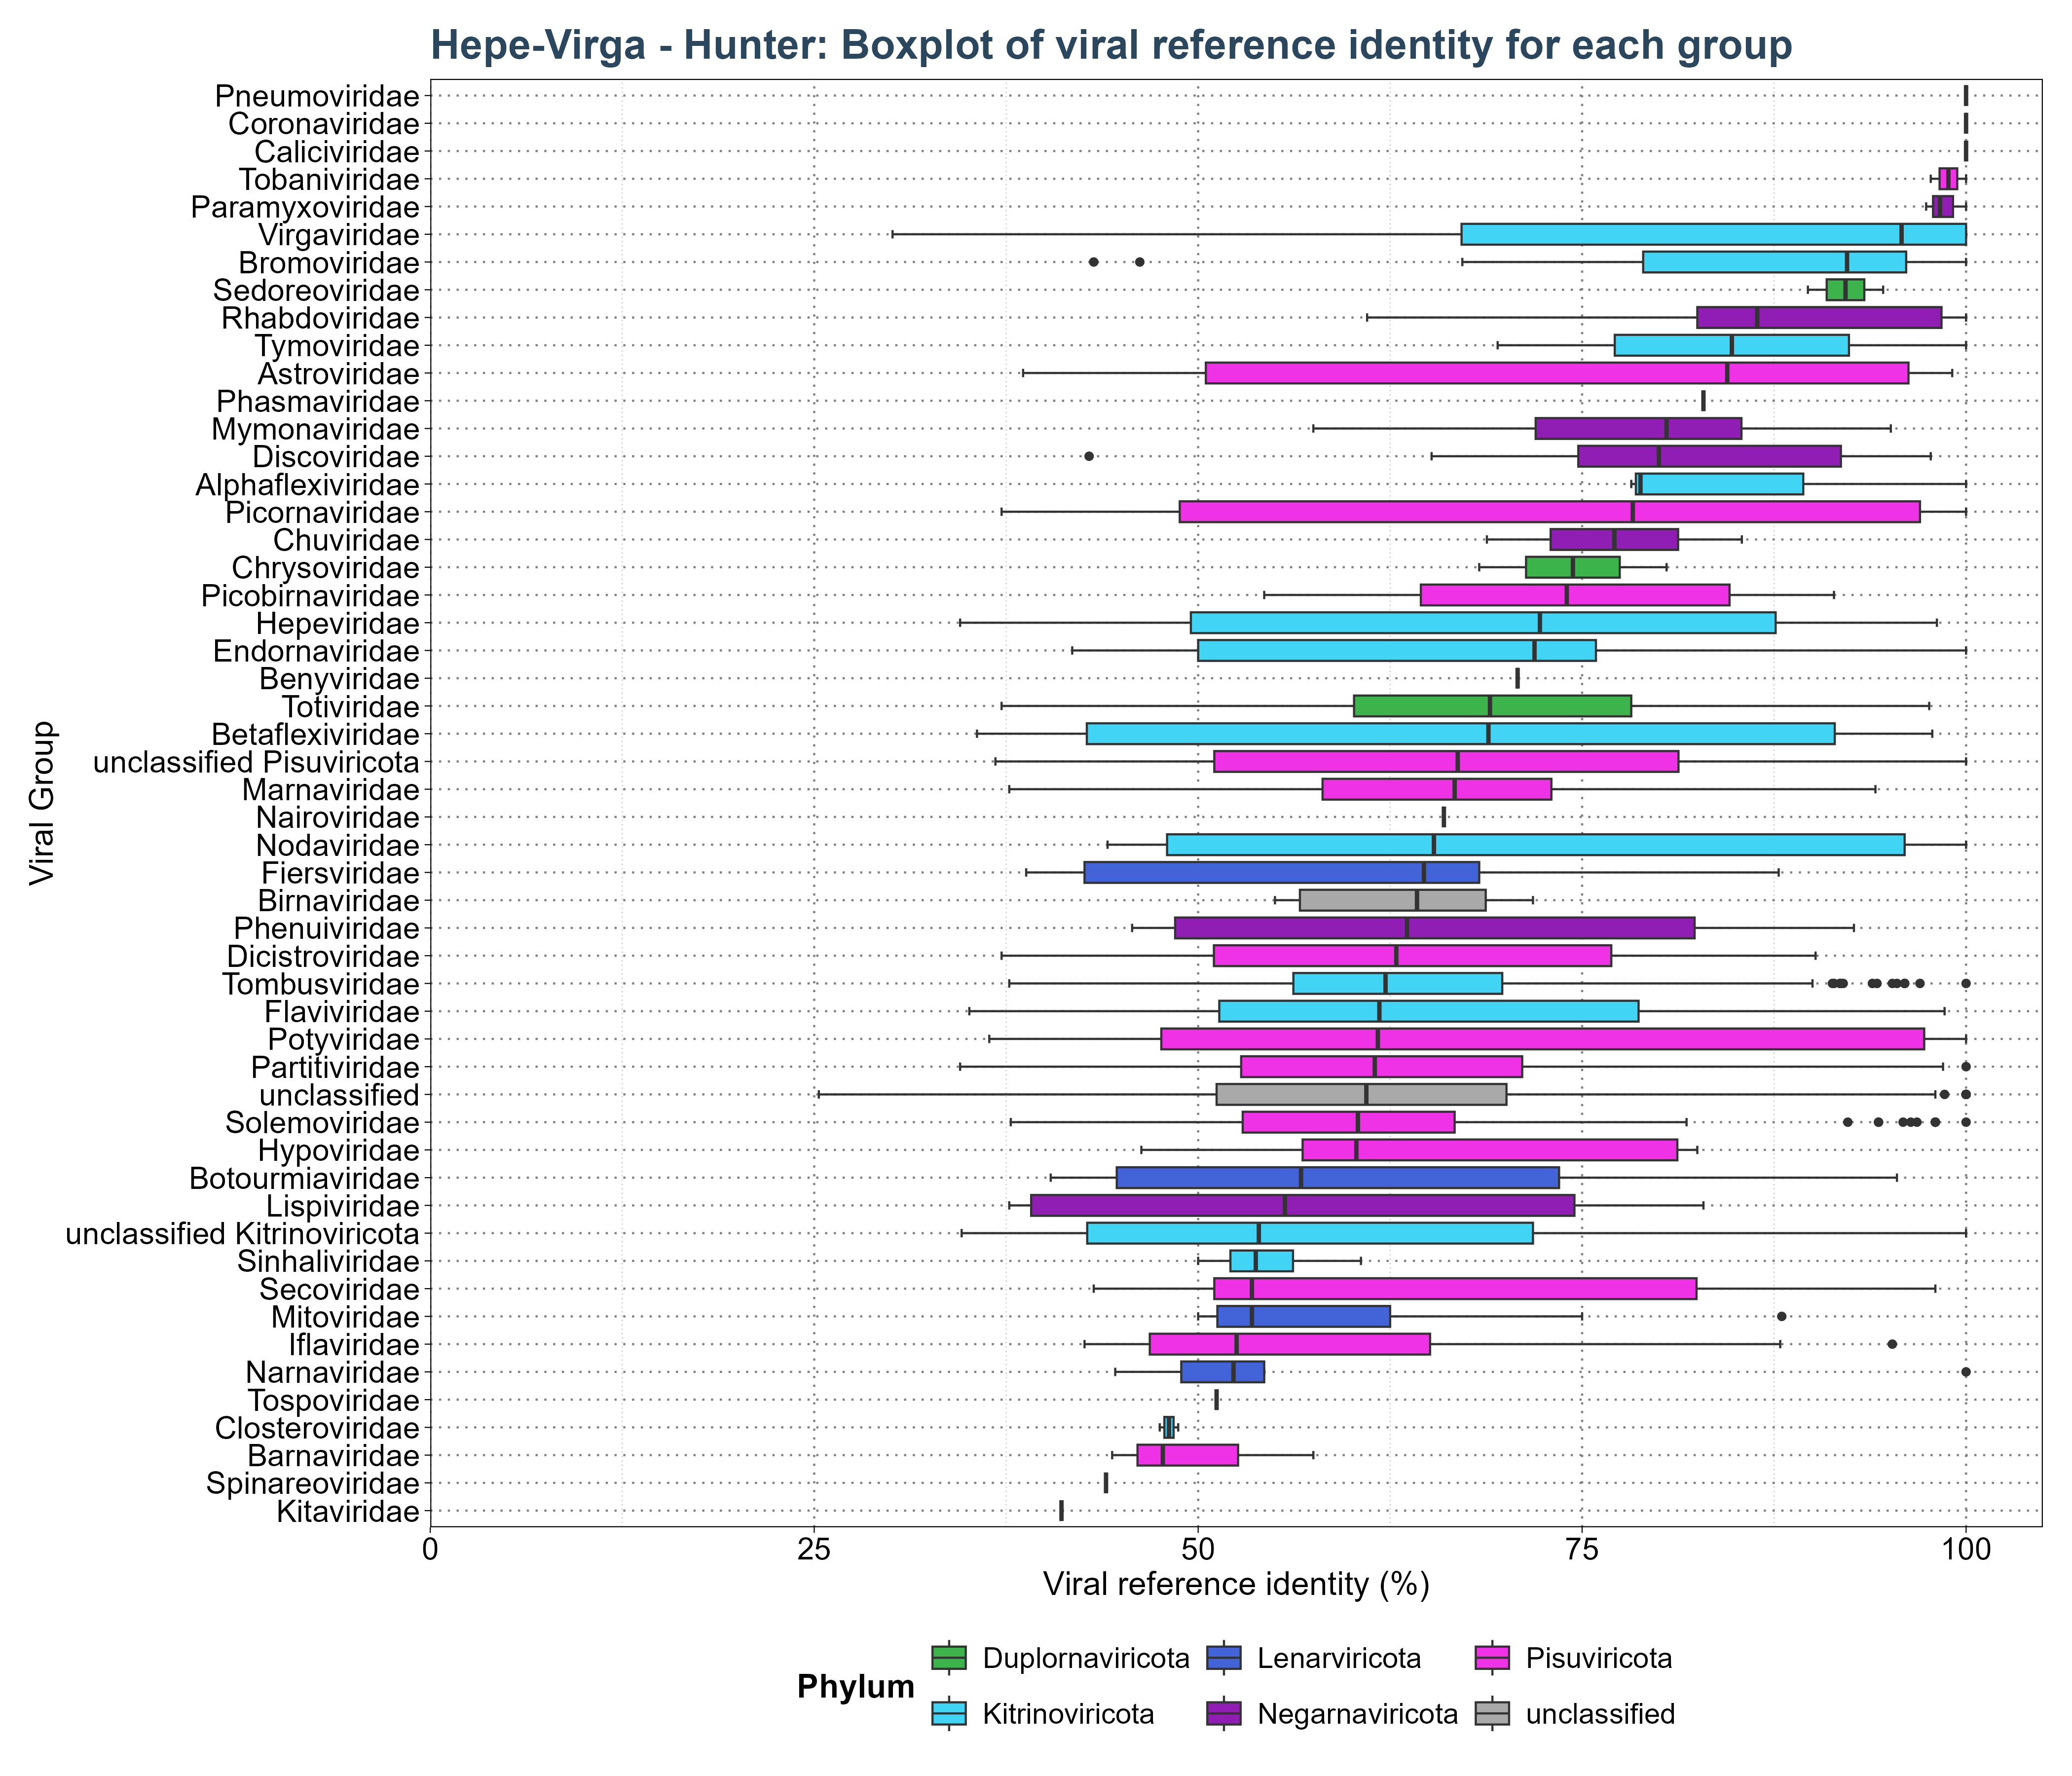 Hepe-Virga - Hunter: Boxplot of viral reference identity for each group
Viral Group
Pneumoviridae
Coronaviridae
Caliciviridae
Tobaniviridae
Paramyxoviridae
Virgaviridae
Bromoviridae
Sedoreoviridae
Rhabdoviridae
Tymoviridae
Astroviridae
Phasmaviridae
Mymonaviridae
Discoviridae
Alphaflexiviridae
Picornaviridae
Chuviridae
Chrysoviridae
Picobirnaviridae
Hepeviridae
Endornaviridae
Benyviridae
Totiviridae
Betaflexiviridae
unclassified Pisuviricota
Marnaviridae
Nairoviridae
Nodaviridae
Fiersviridae
Birnaviridae
Phenuiviridae
Dicistroviridae
Tombusviridae
Flaviviridae
Potyviridae
Partitiviridae
unclassified
Solemoviridae
Hypoviridae
Botourmiaviridae
Lispiviridae
unclassified Kitrinoviricota
Sinhaliviridae
Secoviridae
Mitoviridae
Iflaviridae
Narnaviridae
Tospoviridae
Closteroviridae
Barnaviridae
Spinareoviridae
Kitaviridae
0 25 50 75 100
Viral reference identity (%)
Phylum
Duplornaviricota Lenarviricota Pisuviricota
Kitrinoviricota Negarnaviricota unclassified